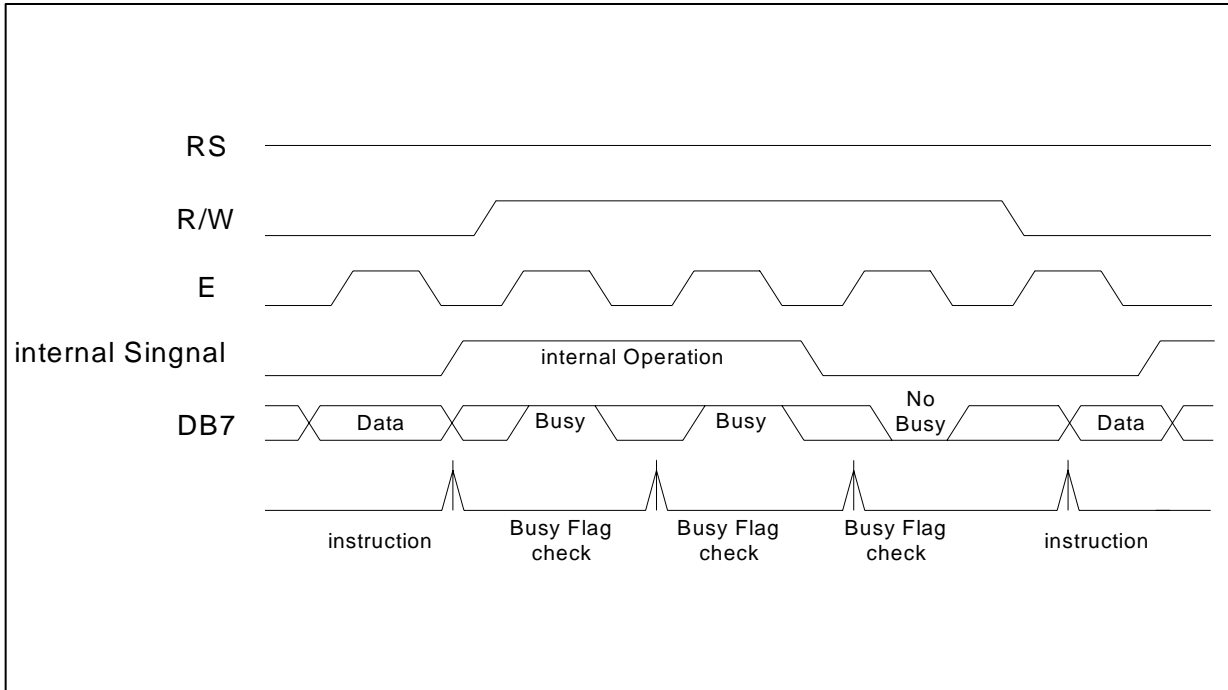 RS
R/W
E
internal Singnal
internal Operation
DB7
Data
Busy
Busy
No
Busy
Data
instruction
Busy Flag
check
Busy Flag
check
Busy Flag
check
instruction